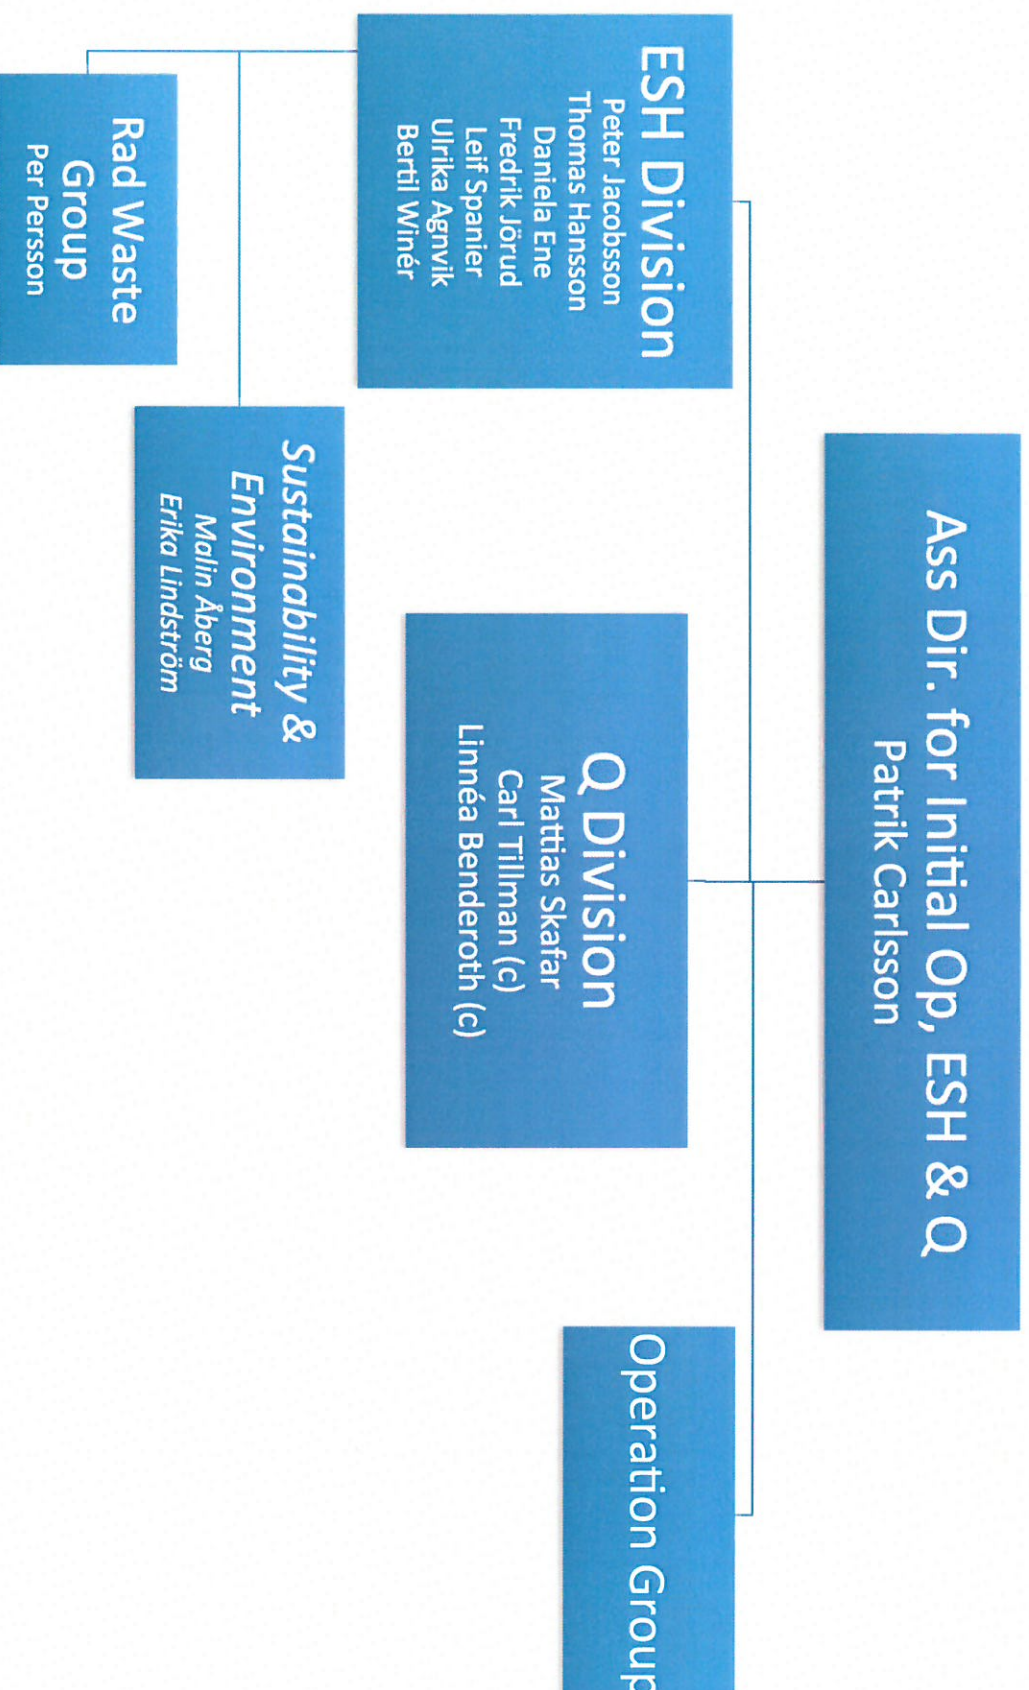 Ass Dir. for Initial Op, ESH & Q
Patrik Carlsson
ESH Division
Peter Jacobsson
Thomas Hansson
Daniela Ene
Fredrik Jörud
Leif Spanier
Ulrika Agnvik
Bertil Winér
Q Division
Mattias Skafar
Carl Tillman (c)
Linnéa Benderoth (c)
Operation Group
Sustainability &
Environment
Malin Åberg
Erika Lindström
Rad Waste
Group
Per Persson